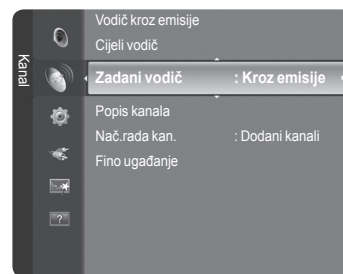 Kanal
Vodič kroz emisije
Cijeli vodič
Zadani vodič : Kroz emisije
Popis kanala
Nač.rada kan. : Dodani kanali
Fino ugađanje
?